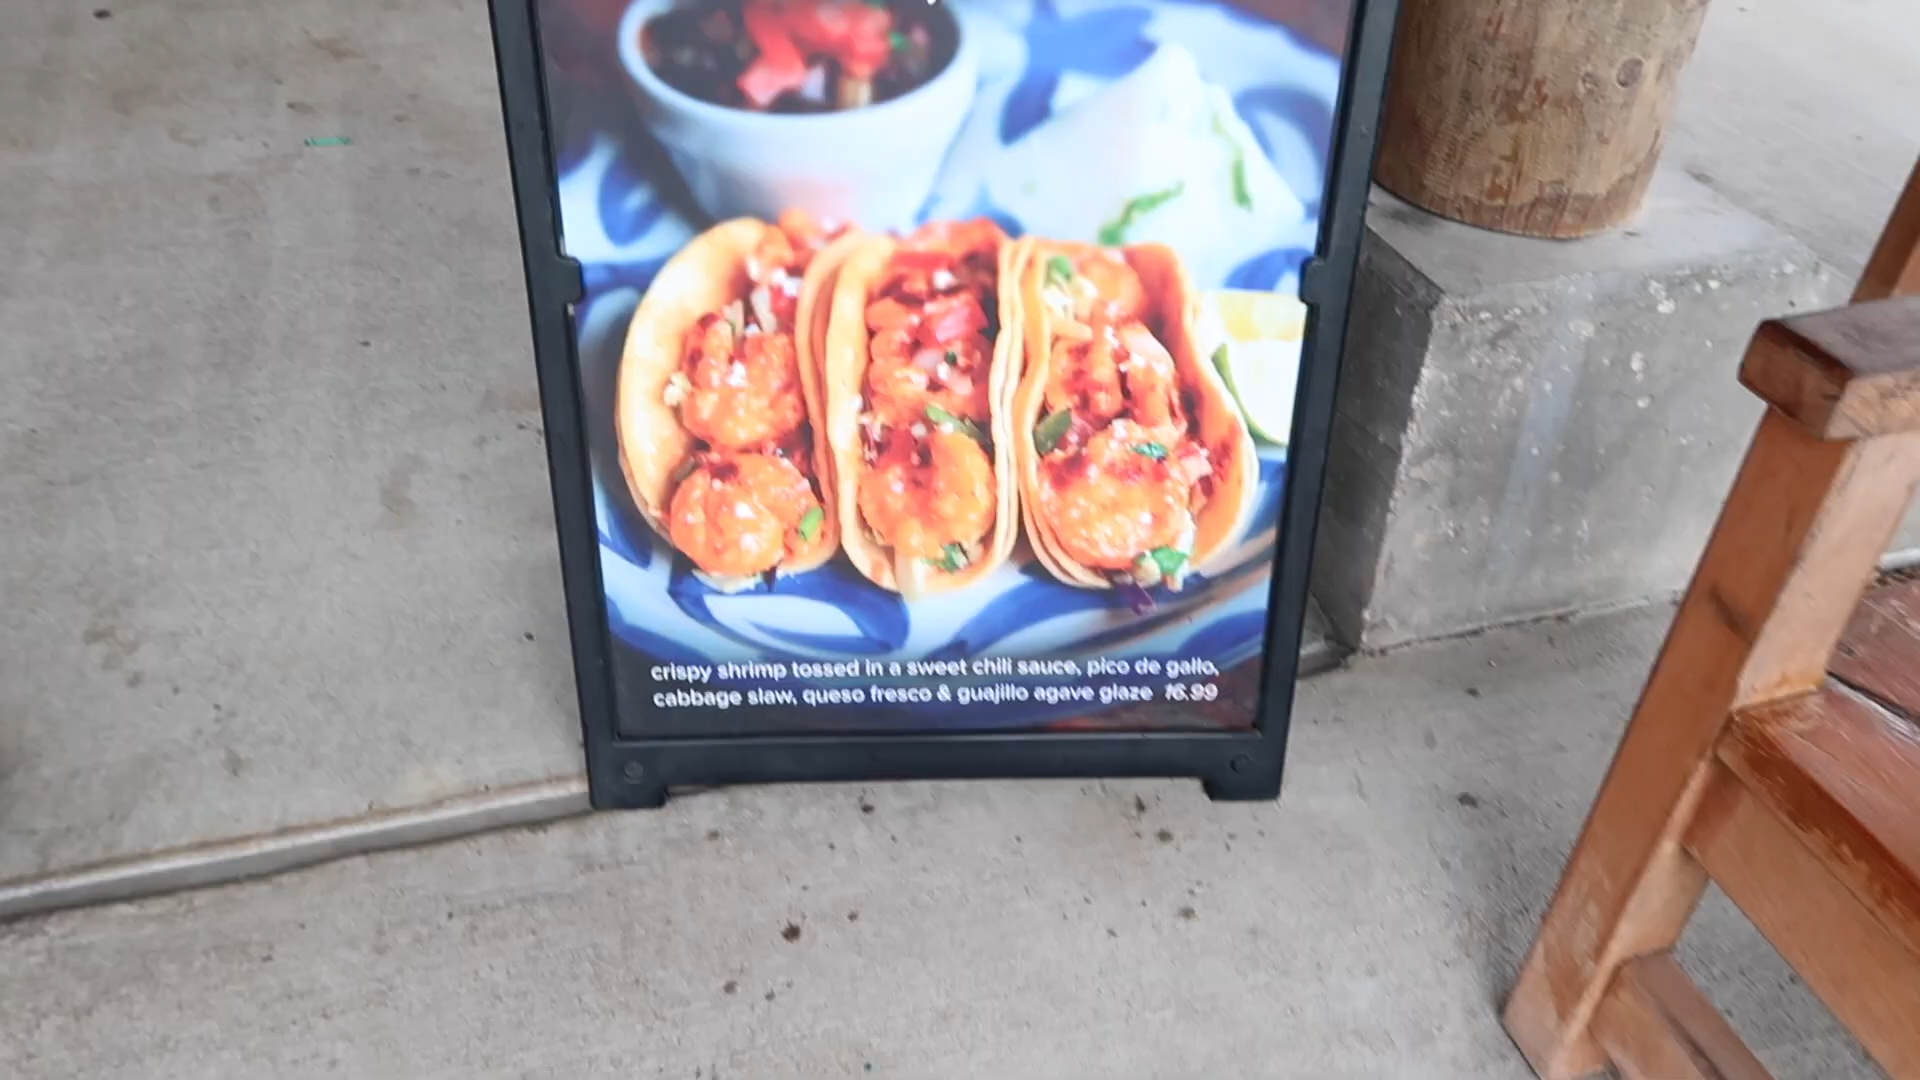 crispy shrimp tossed in a sweet chili sauce, pico de gallo,
cabbage slaw, queso fresco & guajillo agave glaze 16.99